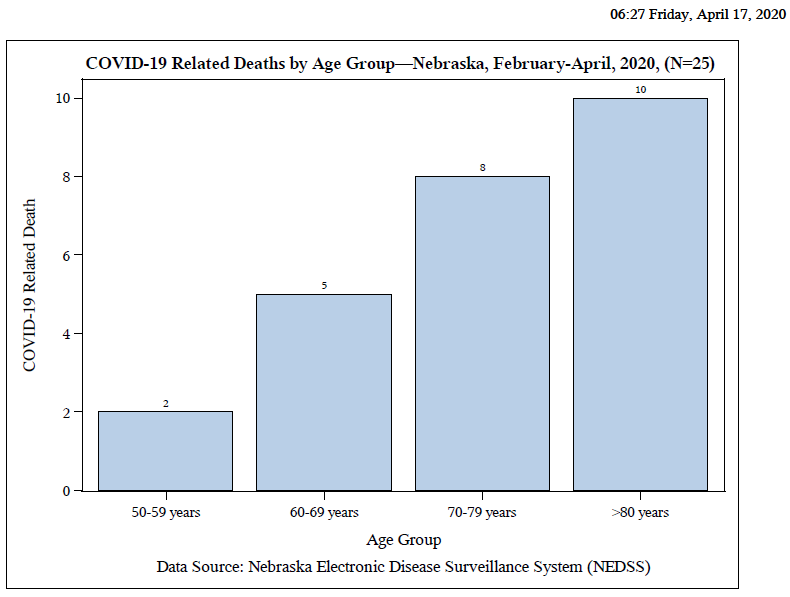 06:27 Friday, April 17, 2020
COVID-19 Related Deaths by Age Group—Nebraska, February-April, 2020, (N=25)
10
8
6
4
2
0
COVID-19 Related Death
2
5
8
10
50-59 years
60-69 years
70-79 years
>80 years
Age Group
Data Source: Nebraska Electronic Disease Surveillance System (NEDSS)